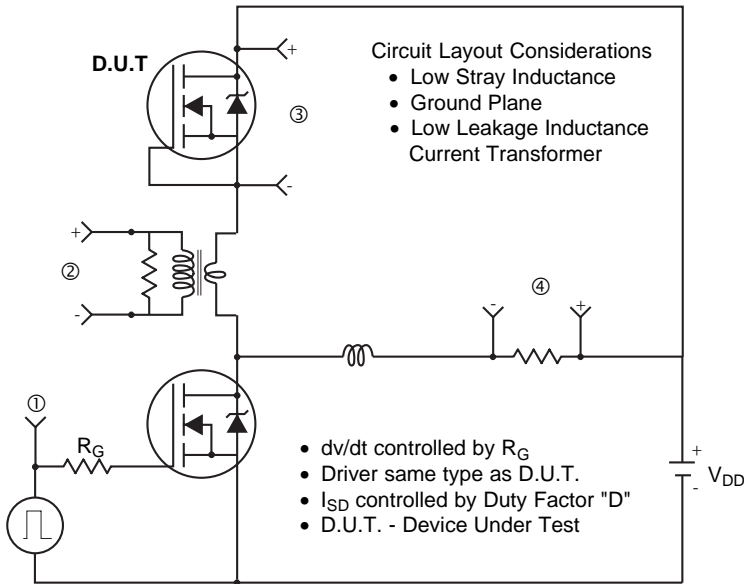 D.U.T
+
③
-
Circuit Layout Considerations
• Low Stray Inductance
• Ground Plane
• Low Leakage Inductance
Current Transformer
+
②
-
④
-
+
①
R_G
• dv/dt controlled by R_G
• Driver same type as D.U.T.
• I_SD controlled by Duty Factor "D"
• D.U.T. - Device Under Test
+
-
V_DD